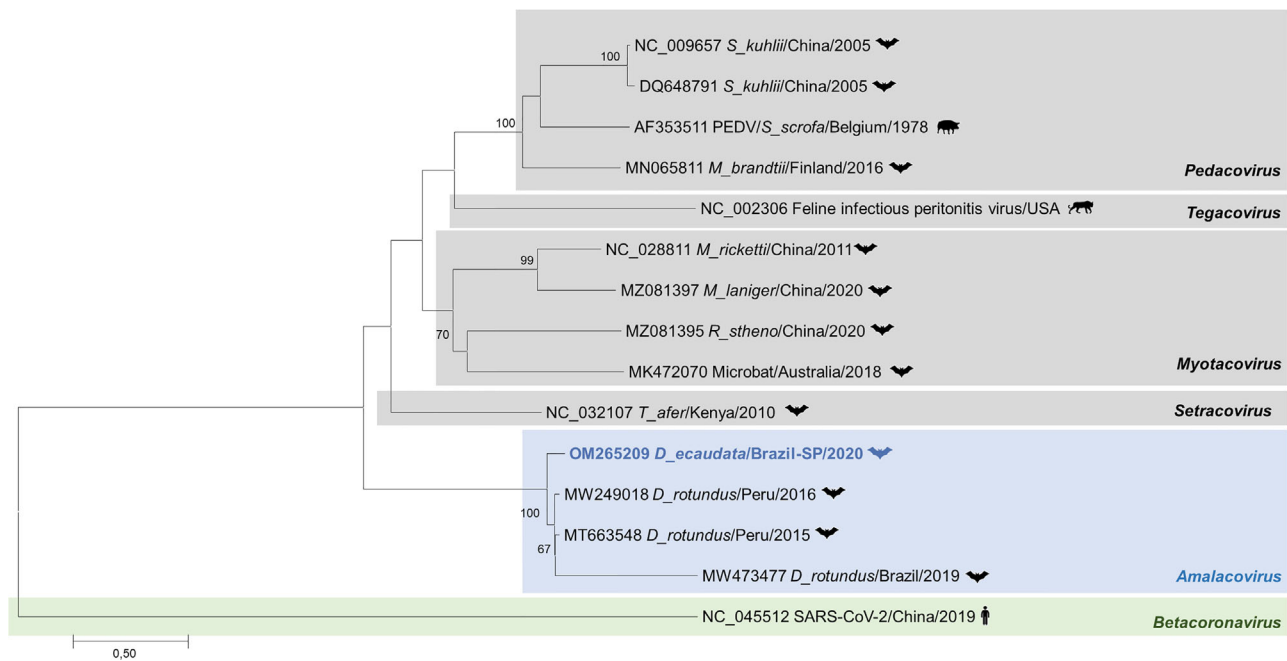 NC_009657 S_kuhlii/China/2005
100
DQ648791 S_kuhlii/China/2005
AF353511 PEDV/S_scrofa/Belgium/1978
100
MN065811 M_brandtii/Finland/2016
Pedacovirus
NC_002306 Feline infectious peritonitis virus/USA
Tegacovirus
NC_028811 M_ricketti/China/2011
99
MZ081397 M_laniger/China/2020
MZ081395 R_stheno/China/2020
70
MK472070 Microbat/Australia/2018
Myotacovirus
NC_032107 T_afer/Kenya/2010
Setracovirus
OM265209 D_ecaudata/Brazil-SP/2020
MW249018 D_rotundus/Peru/2016
100
MT663548 D_rotundus/Peru/2015
67
MW473477 D_rotundus/Brazil/2019
Amalacovirus
NC_045512 SARS-CoV-2/China/2019
Betacoronavirus
0,50